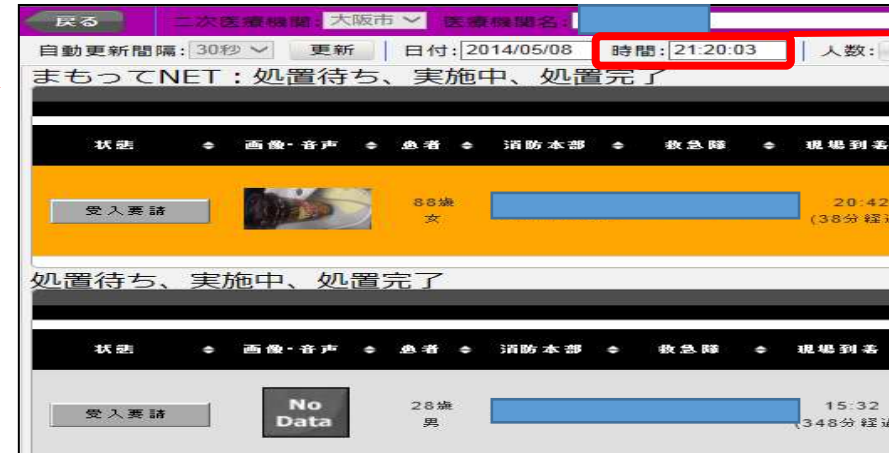 戻る 二次医療機関: 大阪市 医療機関名:
自動更新間隔: 30秒 更新 日付: 2014/05/08 時間: 21:20:03 人数:
まもってNET：処置待ち、実施中、処置完了
状態 画像・音声 患者 消防本部 救急隊 現場到着
受入要請 88歳 20:42
女 (38分経過
処置待ち、実施中、処置完了
状態 画像・音声 患者 消防本部 救急隊 現場到着
受入要請 No Data 28歳 15:32
男 (348分経過